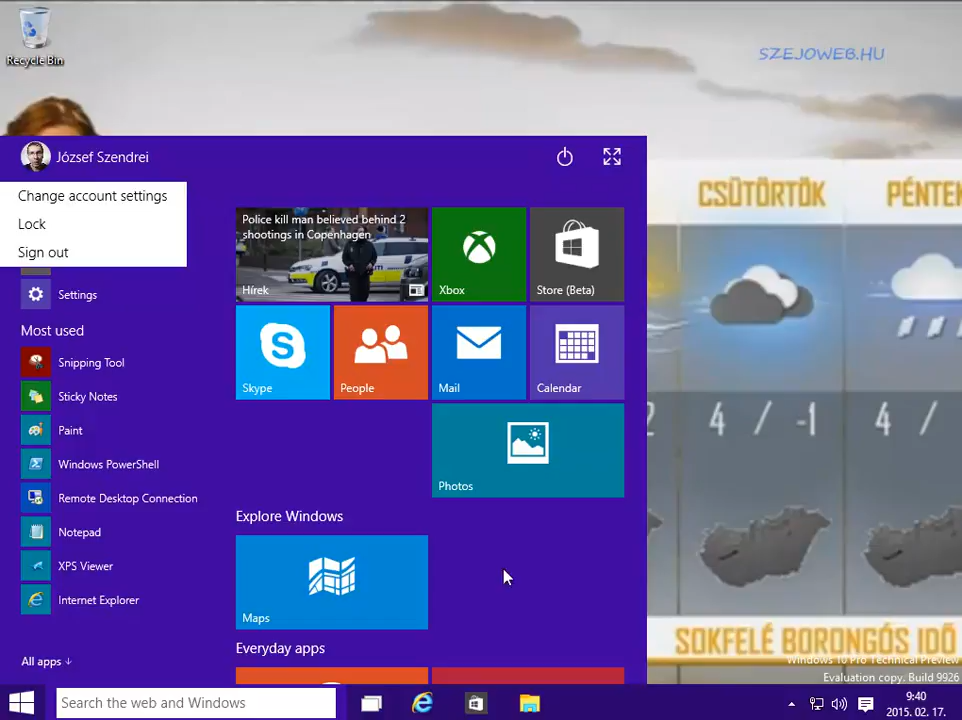 Recycle Bin
SZEJOWEB.HU
József Szendrei
Change account settings
Lock
Sign out
Settings
Most used
Snipping Tool
Sticky Notes
Paint
Windows PowerShell
Remote Desktop Connection
Notepad
XPS Viewer
Internet Explorer
All apps ↓
Police kill man believed behind 2
shootings in Copenhagen
Hírek
Xbox
Store (Beta)
Skype
People
Mail
Calendar
Photos
Explore Windows
Maps
Everyday apps
CSÜTÖRTÖK
PÉNTEK
2
4 / -1
4 /
SOKFELÉ BORONGÓS IDŐ
Windows 10 Pro Technical Preview
Evaluation copy. Build 9926
Search the web and Windows
9:40
2015. 02. 17.